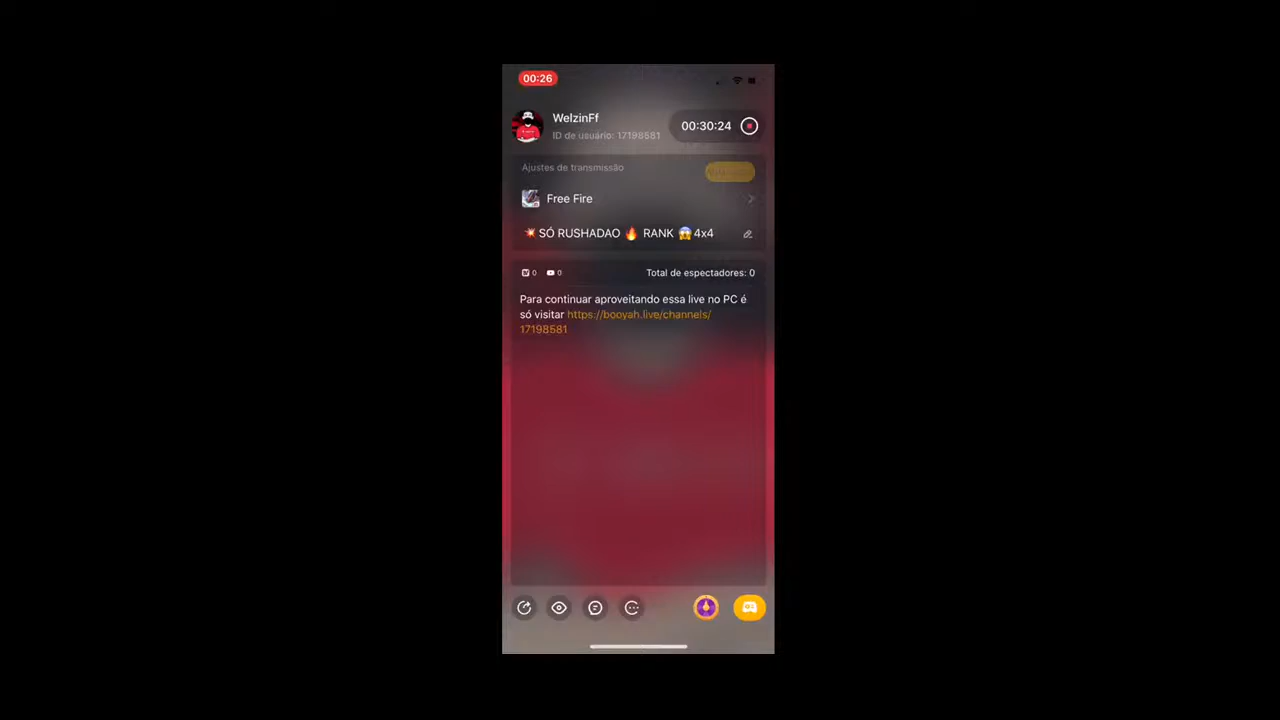 00:26
WelzinFf
ID de usuário: 17198581
00:30:24
Ajustes de transmissão
Free Fire
💥SÓ RUSHADAO 🔥 RANK 😱4x4
0 0 Total de espectadores: 0
Para continuar aproveitando essa live no PC é
só visitar https://booyah.live/channels/
17198581